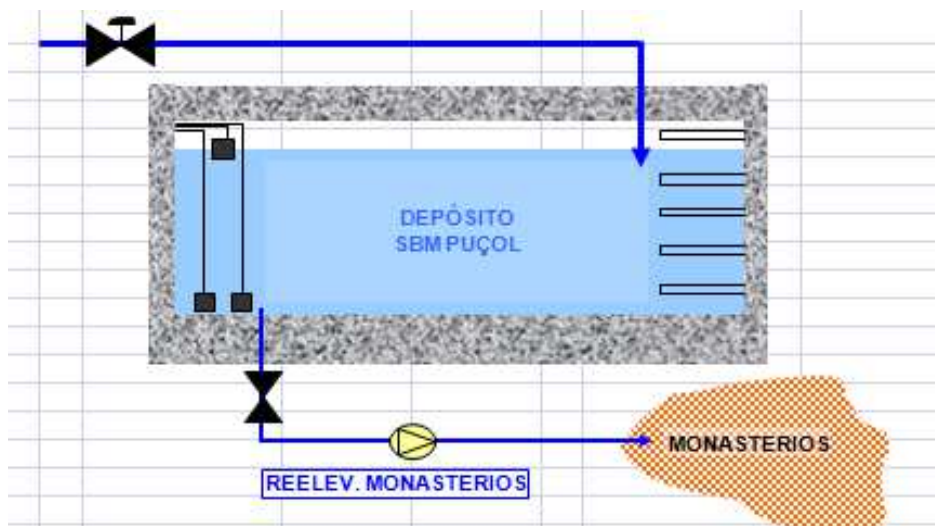 DEPÓSITO
SBM PUÇOL
MONASTERIOS
REELEV. MONASTERIOS